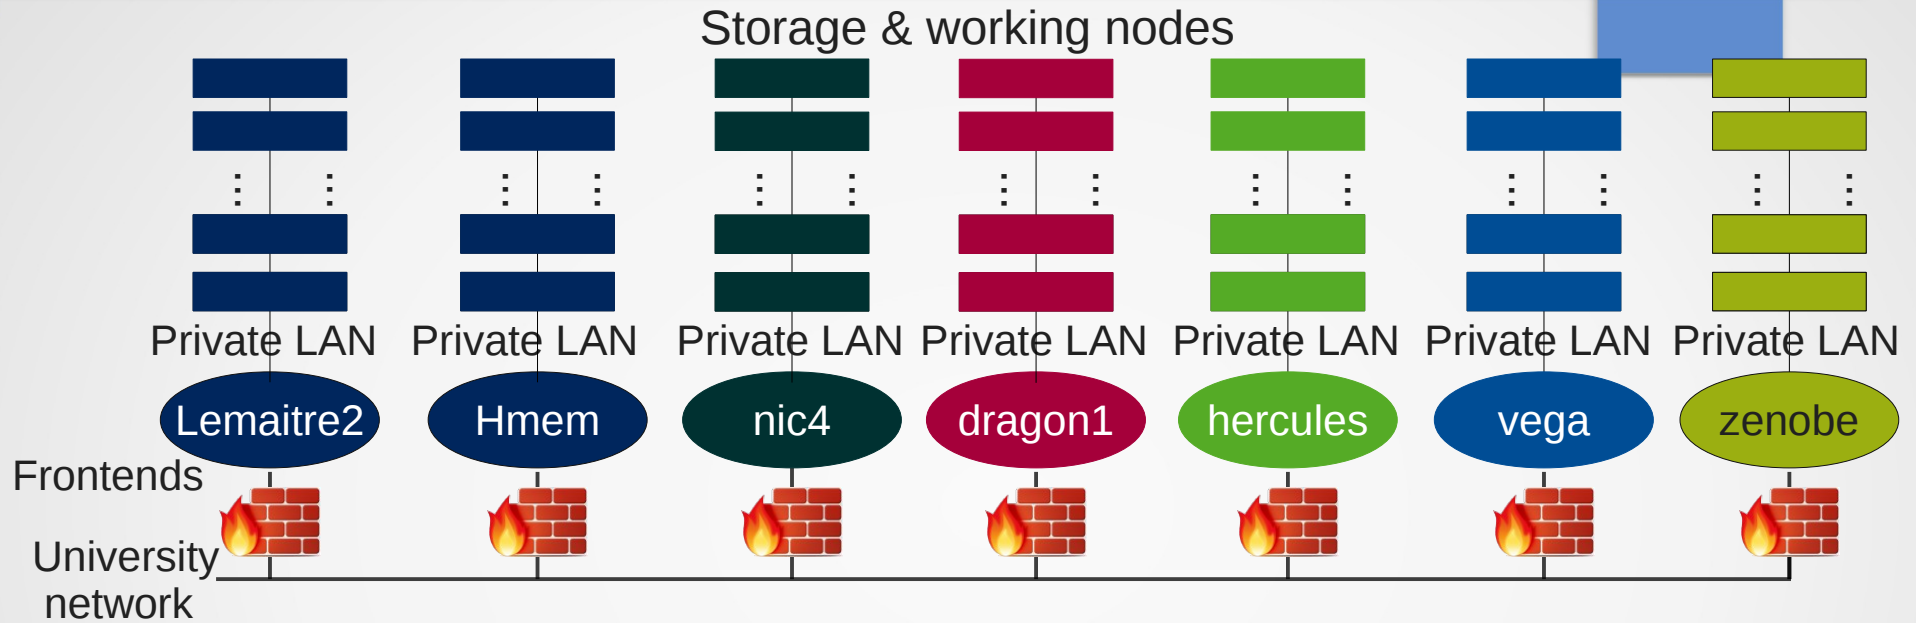 Storage & working nodes
Private LAN Private LAN Private LAN Private LAN Private LAN Private LAN Private LAN
Lemaitre2 Hmem nic4 dragon1 hercules vega zenobe
Frontends
University
network